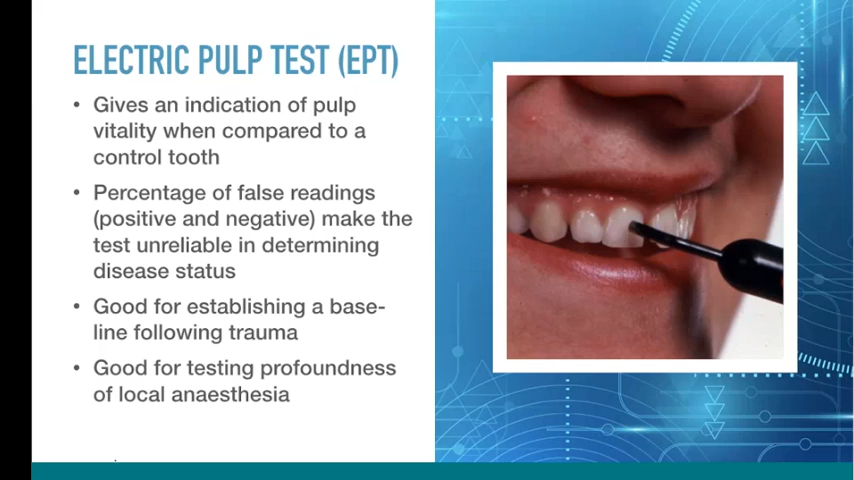 ELECTRIC PULP TEST (EPT)
• Gives an indication of pulp
vitality when compared to a
control tooth
• Percentage of false readings
(positive and negative) make the
test unreliable in determining
disease status
• Good for establishing a base-
line following trauma
• Good for testing profoundness
of local anaesthesia